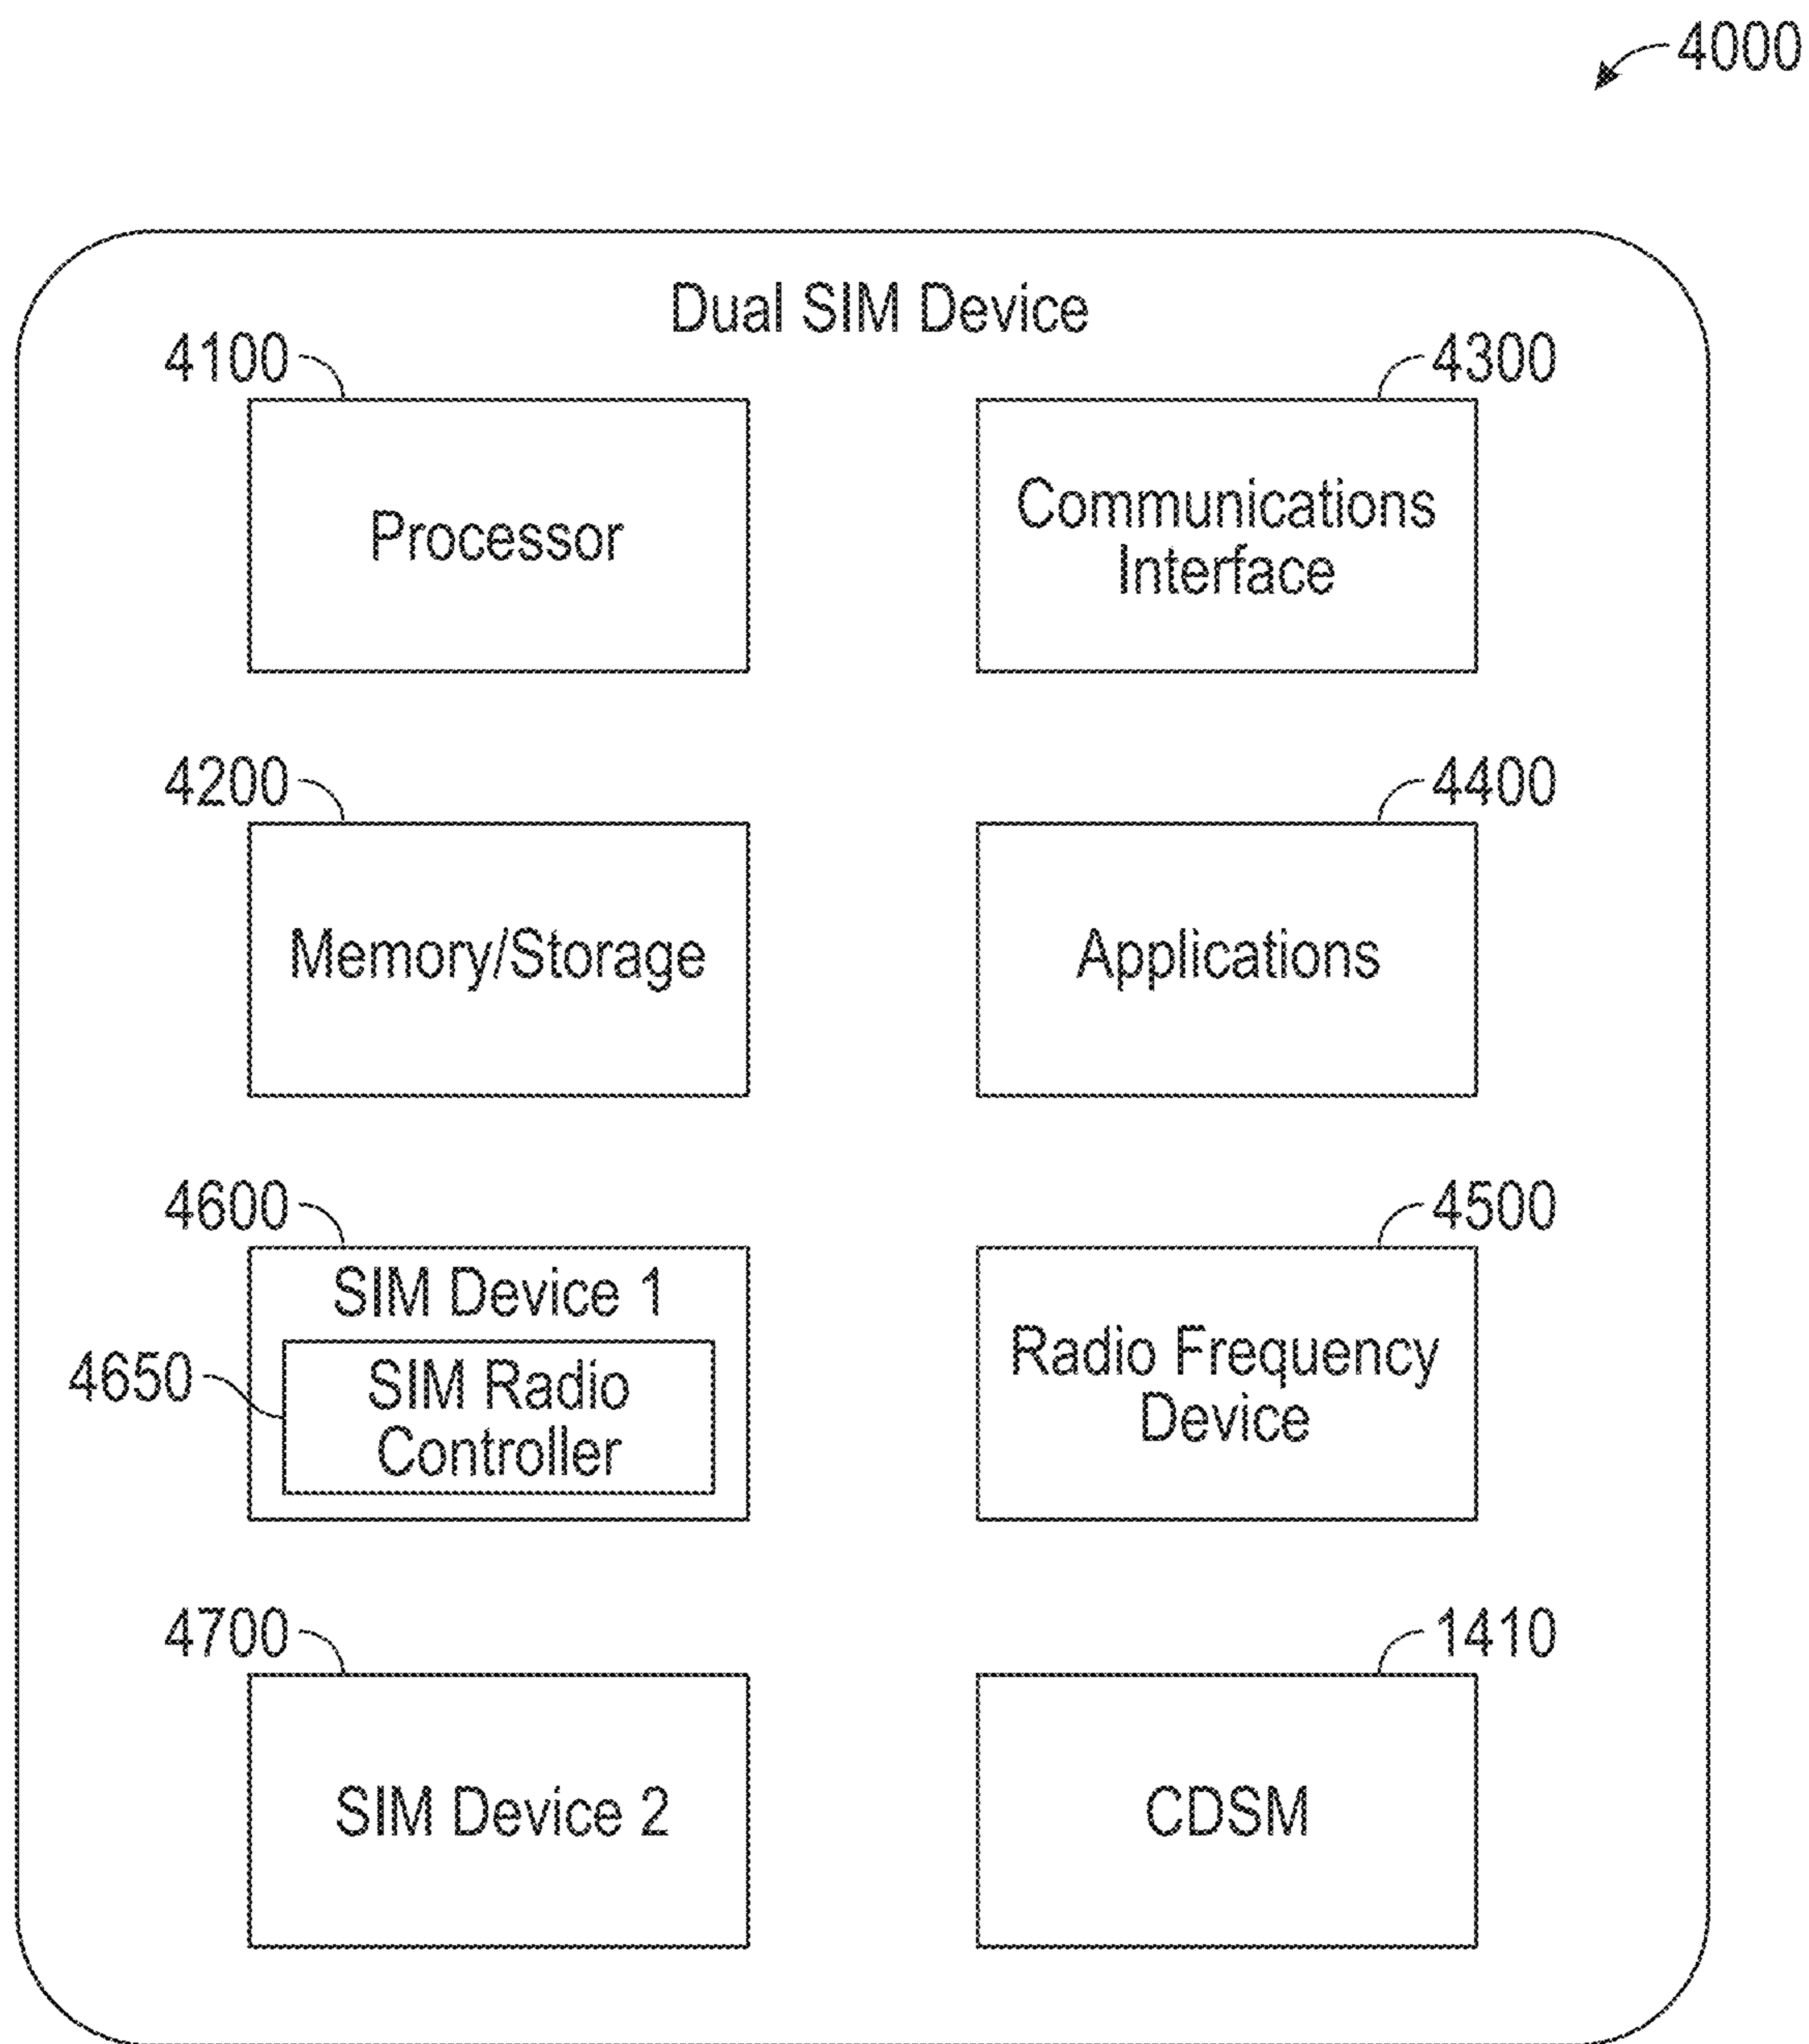 4000
Dual SIM Device
4100
4300
Processor
Communications
Interface
4200
4400
Memory/Storage
Applications
4600
4500
SIM Device 1
4650
SIM Radio
Controller
Radio Frequency
Device
4700
1410
SIM Device 2
CDSM